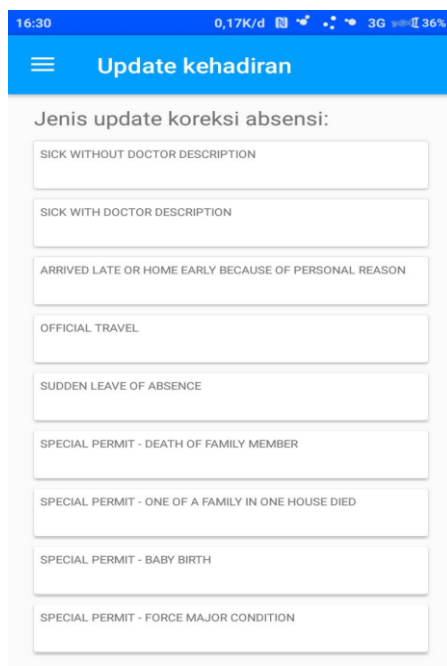 16:30 0,17K/d 3G 36%
Update kehadiran
Jenis update koreksi absensi:
SICK WITHOUT DOCTOR DESCRIPTION
SICK WITH DOCTOR DESCRIPTION
ARRIVED LATE OR HOME EARLY BECAUSE OF PERSONAL REASON
OFFICIAL TRAVEL
SUDDEN LEAVE OF ABSENCE
SPECIAL PERMIT - DEATH OF FAMILY MEMBER
SPECIAL PERMIT - ONE OF A FAMILY IN ONE HOUSE DIED
SPECIAL PERMIT - BABY BIRTH
SPECIAL PERMIT - FORCE MAJOR CONDITION